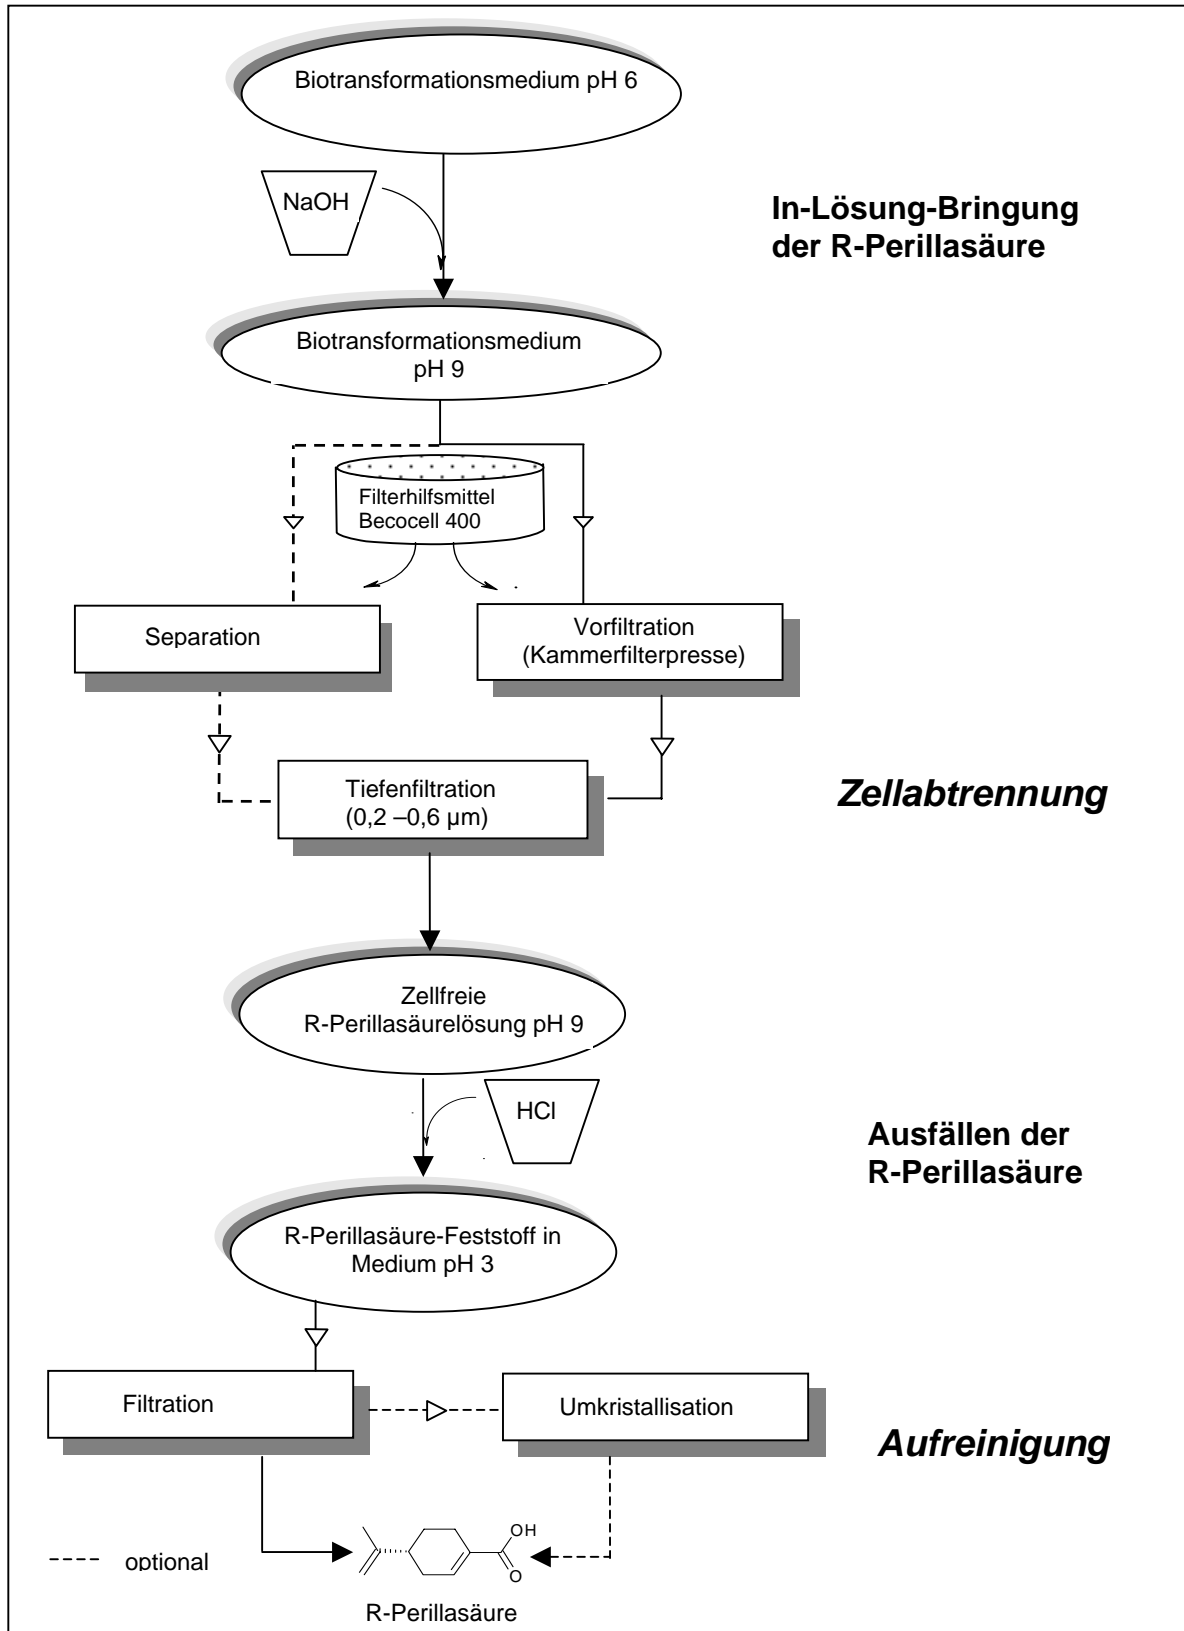 Biotransformationsmedium pH 6
NaOH
In-Lösung-Bringung
der R-Perillasäure
Biotransformationsmedium
pH 9
Filterhilfsmittel
Becocell 400
Separation
Vorfiltration
(Kammerfilterpresse)
Tiefenfiltration
(0,2 –0,6 µm)
Zellabtrennung
Zellfreie
R-Perillasäurelösung pH 9
HCl
Ausfällen der
R-Perillasäure
R-Perillasäure-Feststoff in
Medium pH 3
Filtration
Umkristallisation
Aufreinigung
OH
O
optional
R-Perillasäure